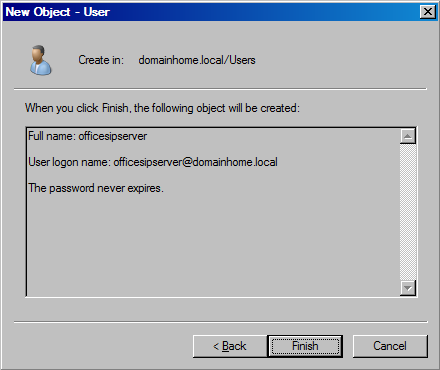 New Object - User
Create in: domainhome.local/Users
When you click Finish, the following object will be created:
Full name: officesipserver
User logon name: officesipserver@domainhome.local
The password never expires.
< Back
Finish
Cancel